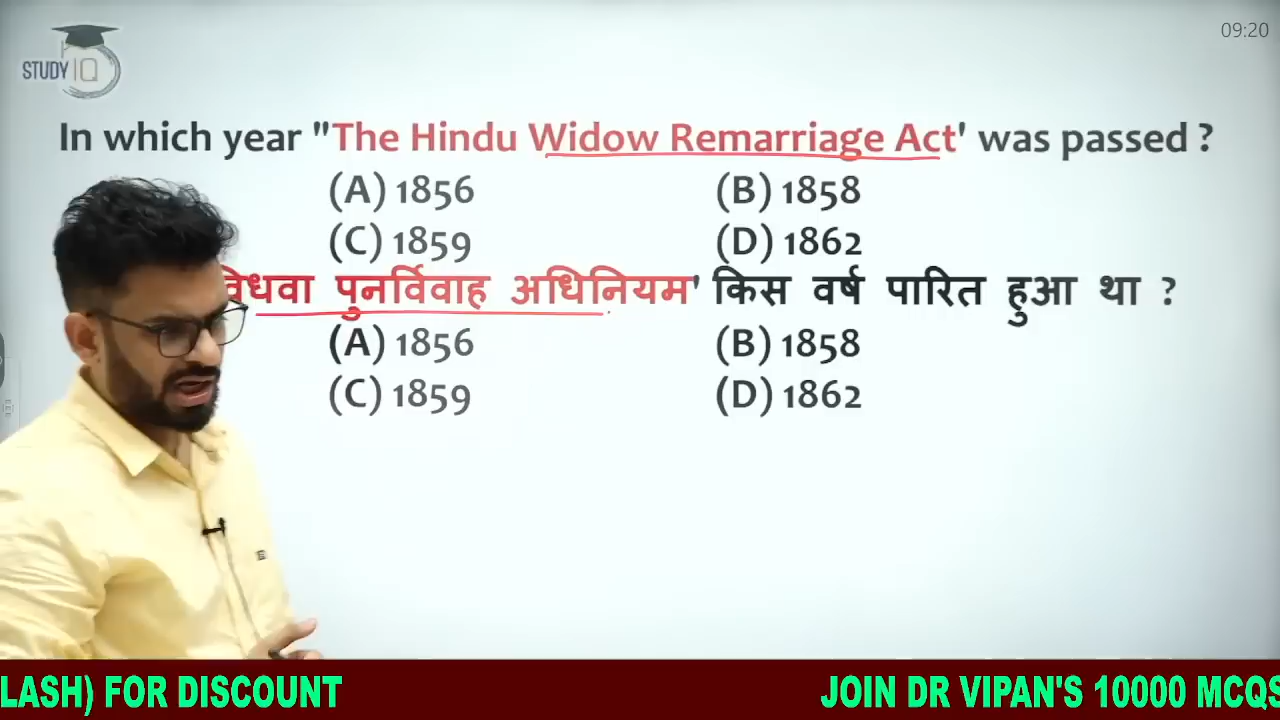 09:20
STUDY IQ
In which year "The Hindu Widow Remarriage Act' was passed ?
(A) 1856 (B) 1858
(C) 1859 (D) 1862
विधवा पुनर्विवाह अधिनियम' किस वर्ष पारित हुआ था ?
(A) 1856 (B) 1858
(C) 1859 (D) 1862
LASH) FOR DISCOUNT JOIN DR VIPAN'S 10000 MCQS